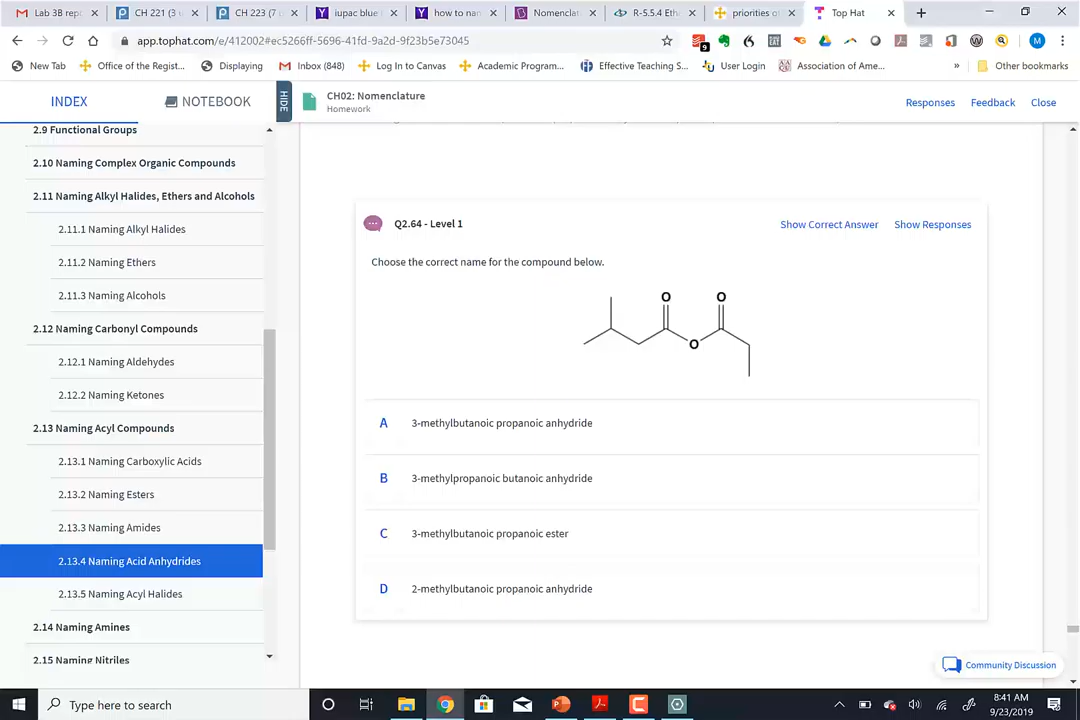 Lab 3B rep
CH 221 (3 u
CH 223 (7 u
iupac blue
how to nan
Nomenclat
R-5.5.4 Eth
priorities o
Top Hat
app.tophat.com/e/412002#ec5266ff-5696-41fd-9a2d-9f23b5e73045
9
M
New Tab
Office of the Regist...
Displaying
Inbox (848)
Log In to Canvas
Academic Program...
Effective Teaching S...
User Login
Association of Ame...
»
Other bookmarks
INDEX
NOTEBOOK
HIDE
CH02: Nomenclature
Homework
Responses
Feedback
Close
2.9 Functional Groups
2.10 Naming Complex Organic Compounds
2.11 Naming Alkyl Halides, Ethers and Alcohols
2.11.1 Naming Alkyl Halides
2.11.2 Naming Ethers
2.11.3 Naming Alcohols
2.12 Naming Carbonyl Compounds
2.12.1 Naming Aldehydes
2.12.2 Naming Ketones
2.13 Naming Acyl Compounds
2.13.1 Naming Carboxylic Acids
2.13.2 Naming Esters
2.13.3 Naming Amides
2.13.4 Naming Acid Anhydrides
2.13.5 Naming Acyl Halides
2.14 Naming Amines
2.15 Naming Nitriles
Q2.64 - Level 1
Show Correct Answer
Show Responses
Choose the correct name for the compound below.
O O
O
A 3-methylbutanoic propanoic anhydride
B 3-methylpropanoic butanoic anhydride
C 3-methylbutanoic propanoic ester
D 2-methylbutanoic propanoic anhydride
Community Discussion
Type here to search
8:41 AM
9/23/2019